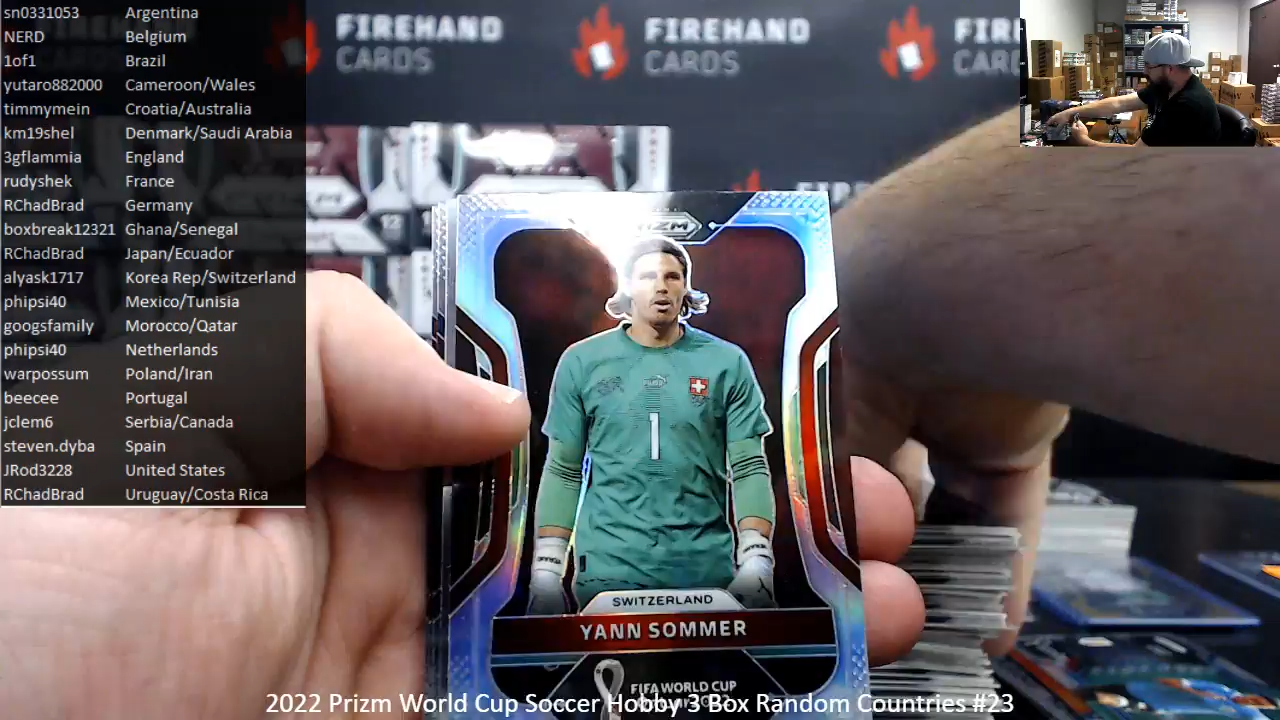 sn0331053 Argentina
NERD Belgium
1of1 Brazil
yutaro882000 Cameroon/Wales
timmymein Croatia/Australia
km19shel Denmark/Saudi Arabia
3gflammia England
rudyshek France
RChadBrad Germany
boxbreak12321 Ghana/Senegal
RChadBrad Japan/Ecuador
alyask1717 Korea Rep/Switzerland
phipsi40 Mexico/Tunisia
googsfamily Morocco/Qatar
phipsi40 Netherlands
warpossum Poland/Iran
beecee Portugal
jclem6 Serbia/Canada
steven.dyba Spain
JRod3228 United States
RChadBrad Uruguay/Costa Rica
FIREHAND
CARDS
FIREHAND
CARDS
FIR
CARDS
12
1
SWITZERLAND
YANN SOMMER
FIFA WORLD CUP
2022 Prizm World Cup Soccer Hobby 3 Box Random Countries #23